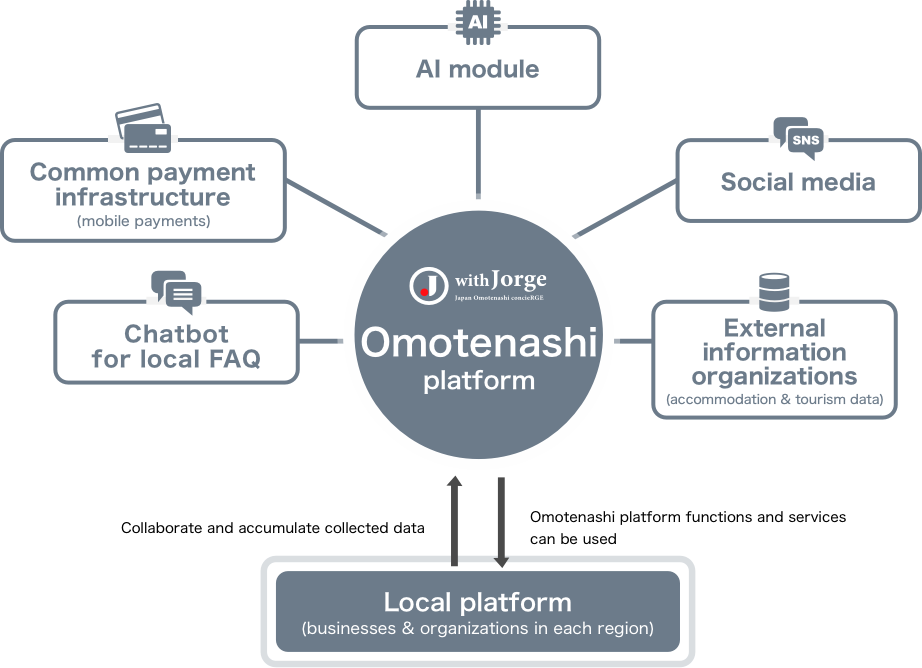 AI
AI module
Common payment
infrastructure
(mobile payments)
SNS
Social media
Chatbot
for local FAQ
J with Jorge
Japan Omotenashi concieRGE
Omotenashi
platform
External
information
organizations
(accommodation & tourism data)
Collaborate and accumulate collected data
Omotenashi platform functions and services
can be used
Local platform
(businesses & organizations in each region)